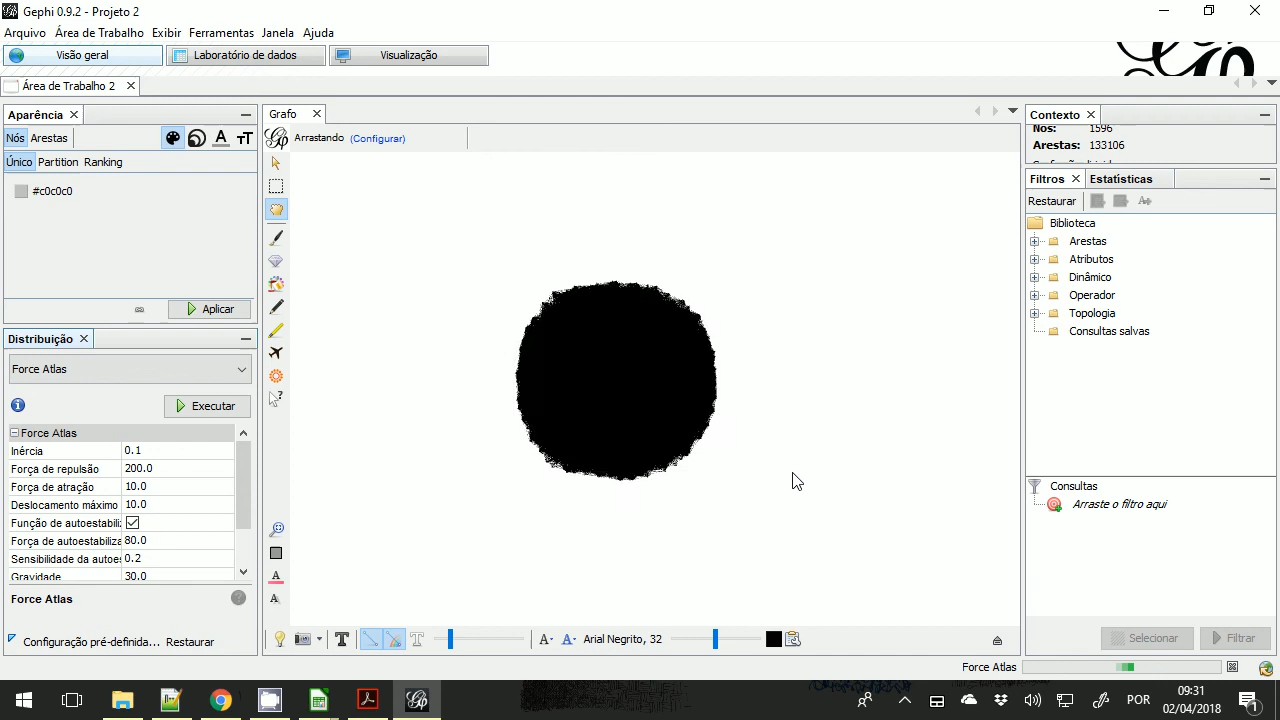 Gephi 0.9.2 - Projeto 2
Arquivo Área de Trabalho Exibir Ferramentas Janela Ajuda
Visão geral Laboratório de dados Visualização
Área de Trabalho 2
Aparência
Nós Arestas
Único Partition Ranking
#c0c0c0
Aplicar
Distribuição
Force Atlas
Executar
Force Atlas
Inércia 0.1
Força de repulsão 200.0
Força de atração 10.0
Deslocamento máximo 10.0
Função de autoestabili
Força de autoestabiliza 80.0
Sensibilidade da autoes 0.2
Gravidade 30.0
Force Atlas
Configuração pré-definida... Restaurar
Grafo
Arrastando (Configurar)
Arial Negrito, 32
Contexto
Nós: 1596
Arestas: 133106
Filtros Estatísticas
Restaurar
Biblioteca
Arestas
Atributos
Dinâmico
Operador
Topologia
Consultas salvas
Consultas
Arraste o filtro aqui
Selecionar Filtrar
Force Atlas
POR
09:31
02/04/2018
1